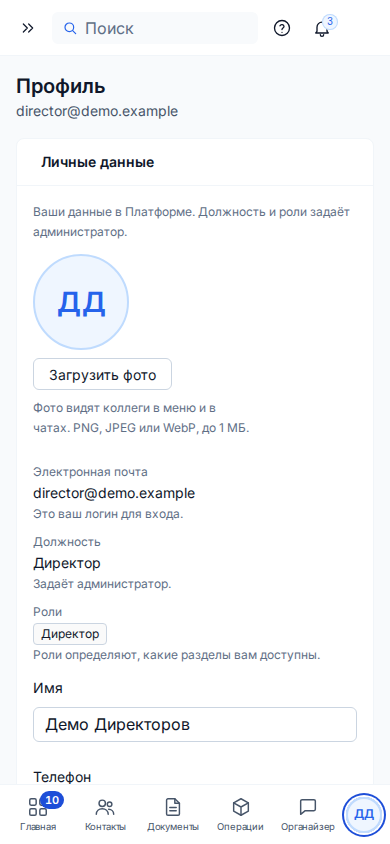 Поиск
3
Профиль
director@demo.example
Личные данные
Ваши данные в Платформе. Должность и роли задаёт
администратор.
ДД
Загрузить фото
Фото видят коллеги в меню и в
чатах. PNG, JPEG или WebP, до 1 МБ.
Электронная почта
director@demo.example
Это ваш логин для входа.
Должность
Директор
Задаёт администратор.
Роли
Директор
Роли определяют, какие разделы вам доступны.
Имя
Демо Директоров
Телефон
10
Главная
Контакты
Документы
Операции
Органайзер
ДД